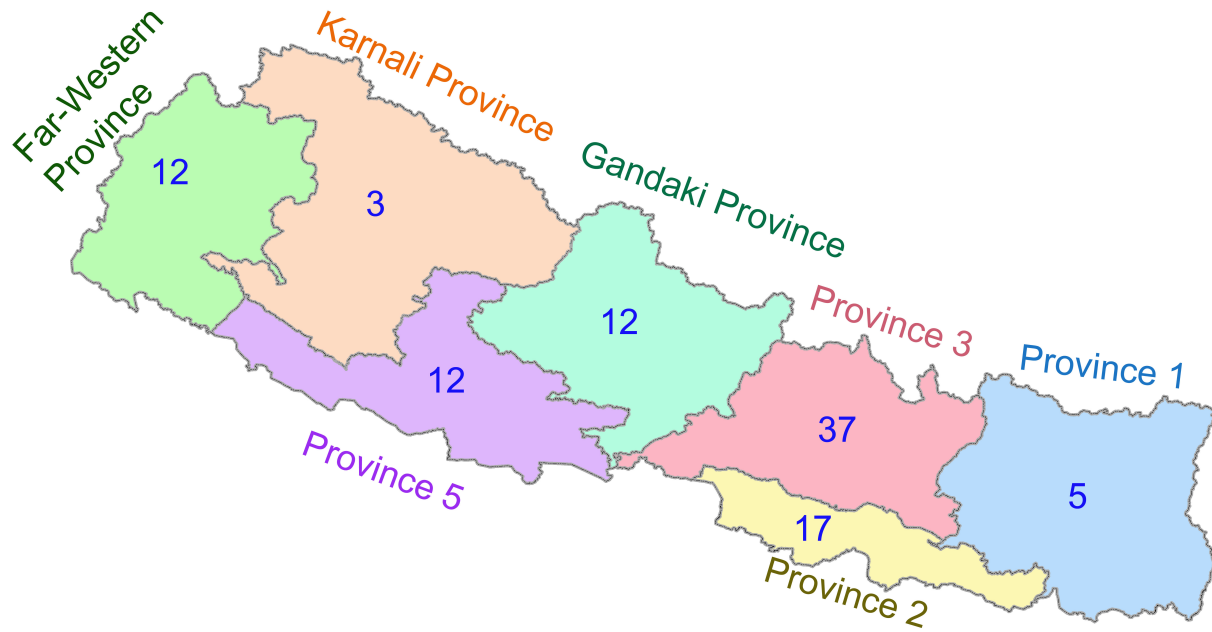 Far-Western
Province
12
Karnali Province
3
Gandaki Province
12
Province 5
12
Province 3
37
Province 2
17
Province 1
5